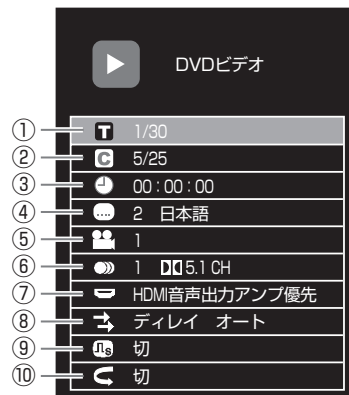 DVDビデオ
① T 1/30
② C 5/25
③ 00:00:00
④ 2 日本語
⑤ 1
⑥ 1 DD 5.1 CH
⑦ HDMI音声出力アンプ優先
⑧ ディレイ オート
⑨ S 切
⑩ 切